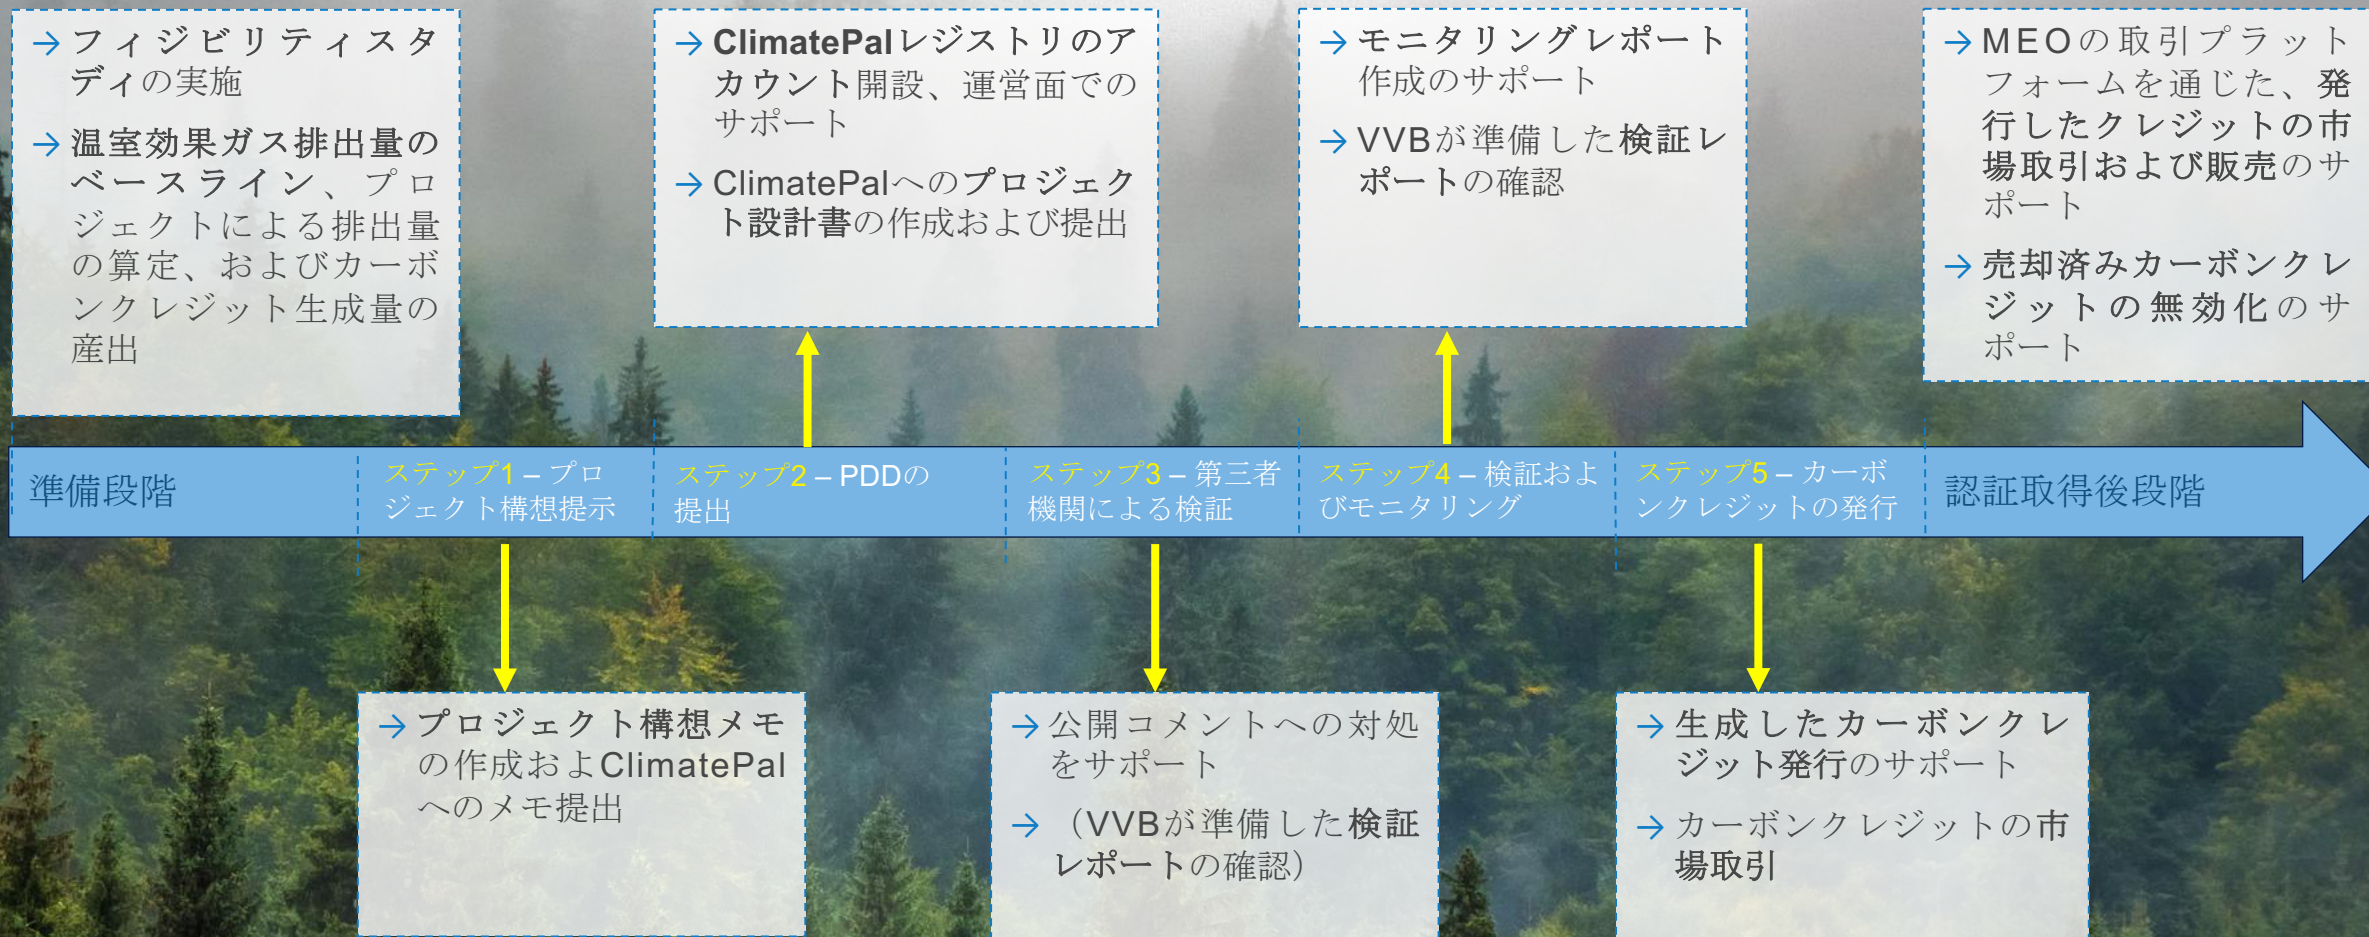 → フィジビリティスタ
ディの実施
→ 温室効果ガス排出量の
ベースライン、プロ
ジェクトによる排出量
の算定、およびカーボ
ンクレジット生成量の
産出
→ ClimatePalレジストリのア
カウント開設、運営面での
サポート
→ ClimatePalへのプロジェク
ト設計書の作成および提出
→ モニタリングレポート
作成のサポート
→ VVBが準備した検証レ
ポートの確認
→ MEOの取引プラット
フォームを通じた、発
行したクレジットの市
場取引および販売のサ
ポート
→ 売却済みカーボンクレ
ジットの無効化のサ
ポート
準備段階
ステップ1 – プロ
ジェクト構想提示
ステップ2 – PDDの
提出
ステップ3 – 第三者
機関による検証
ステップ4 – 検証およ
びモニタリング
ステップ5 – カーボ
ンクレジットの発行
認証取得後段階
→ プロジェクト構想メモ
の作成およClimatePal
へのメモ提出
→ 公開コメントへの対処
をサポート
→ （VVBが準備した検証
レポートの確認）
→ 生成したカーボンクレ
ジット発行のサポート
→ カーボンクレジットの市
場取引